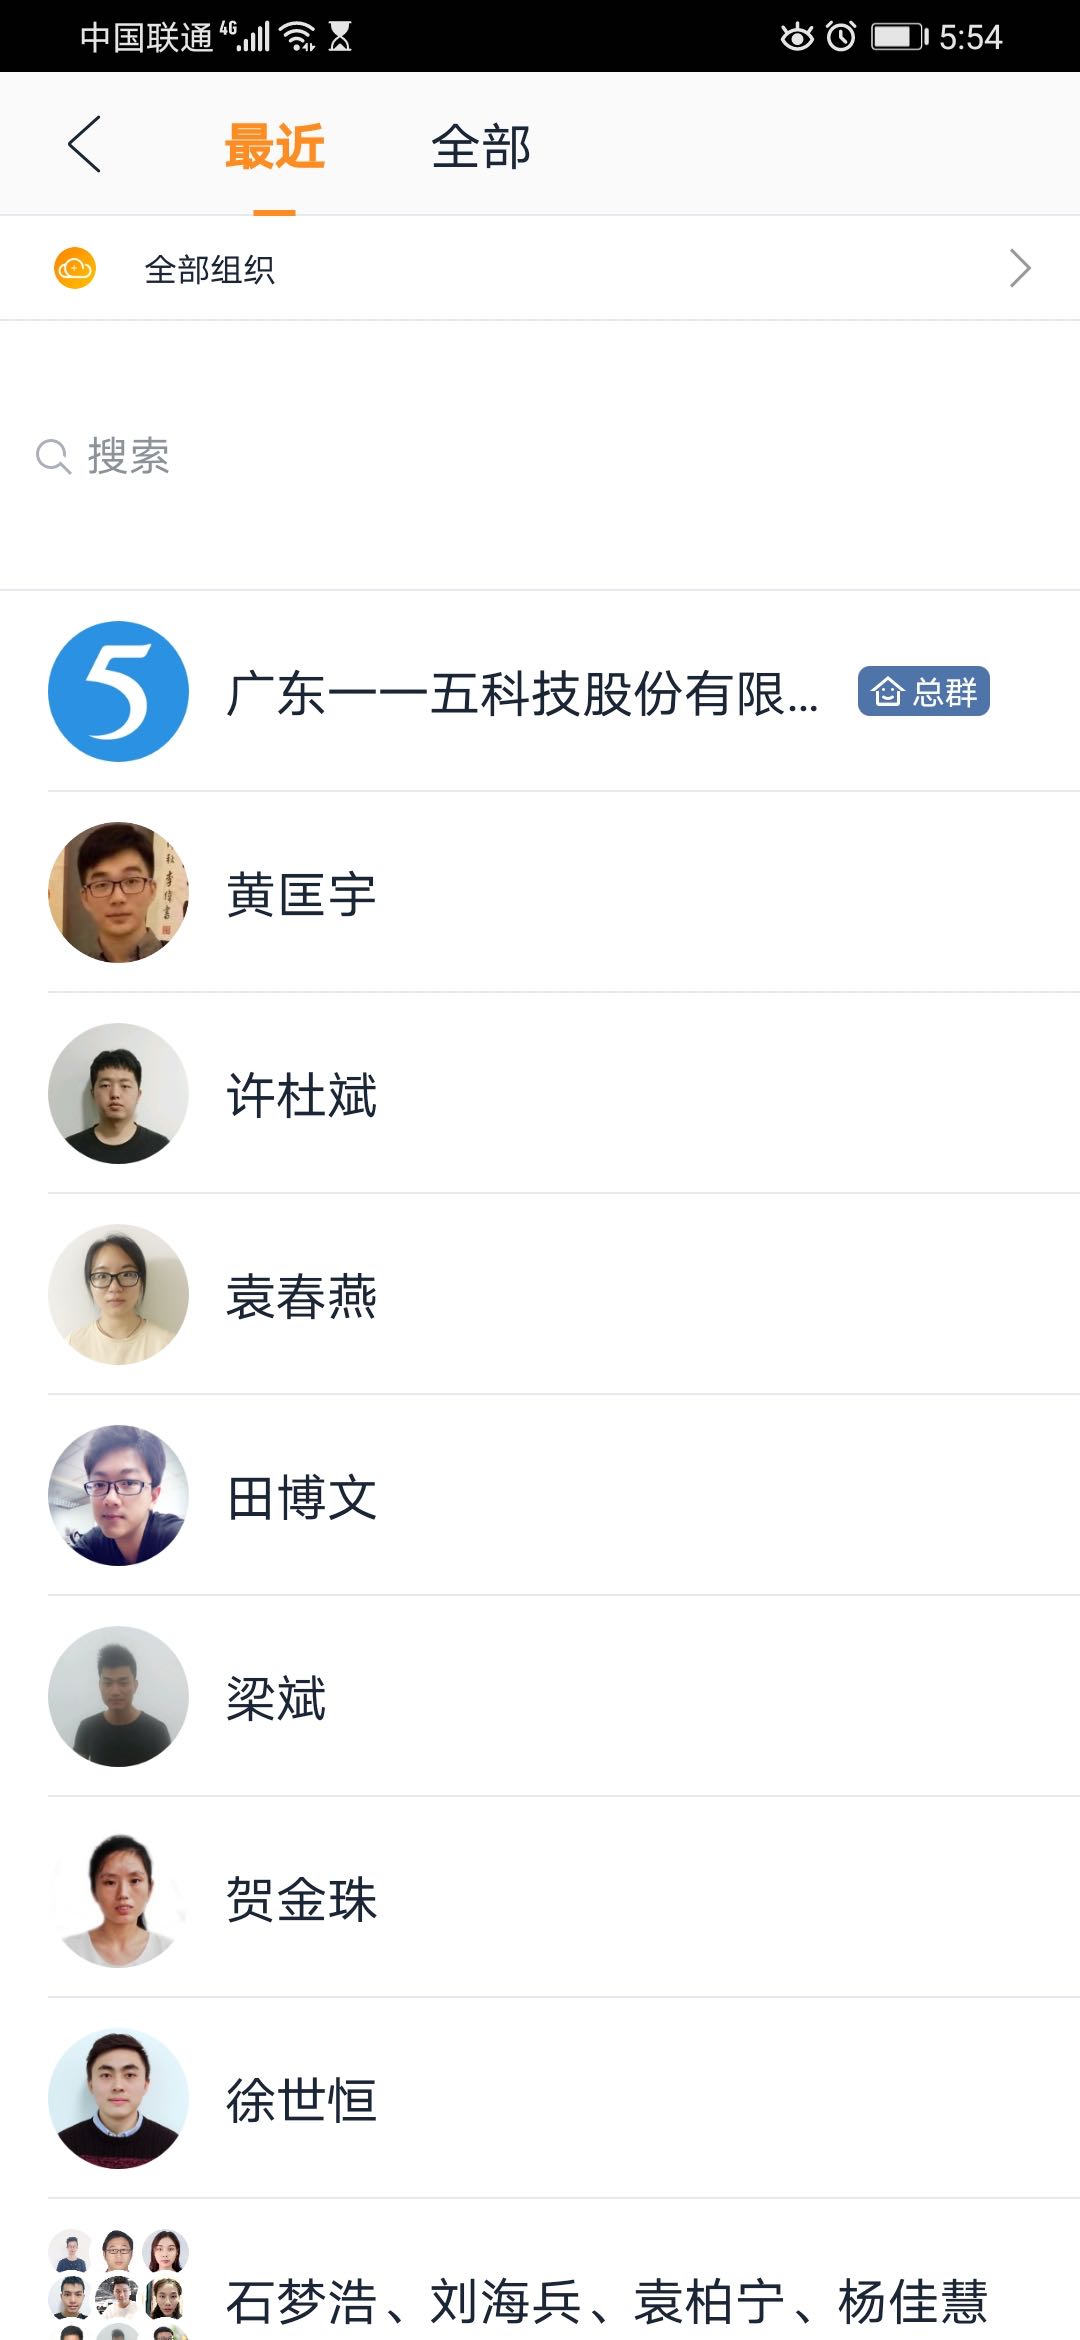 中国联通 4G 5:54
最近 全部
全部组织
搜索
广东一一五科技股份有限... 总群
黄匡宇
许杜斌
袁春燕
田博文
梁斌
贺金珠
徐世恒
石梦浩、刘海兵、袁柏宁、杨佳慧